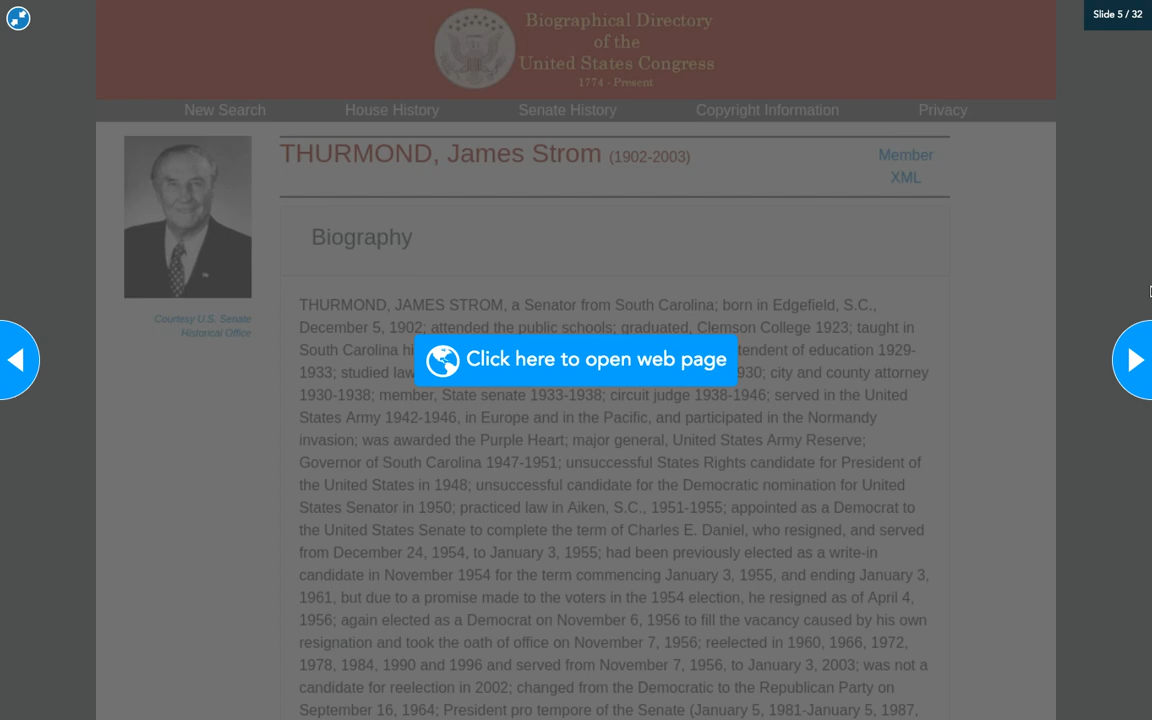 Slide 5 / 32
Biographical Directory
of the
United States Congress
1774 - Present
New Search House History Senate History Copyright Information Privacy
THURMOND, James Strom (1902-2003)
Member
XML
Courtesy U.S. Senate
Historical Office
Biography
THURMOND, JAMES STROM, a Senator from South Carolina; born in Edgefield, S.C.,
December 5, 1902; attended the public schools; graduated, Clemson College 1923; taught in
South Carolina hi tendent of education 1929-
1933; studied law 930; city and county attorney
Click here to open web page
1930-1938; member, State senate 1933-1938; circuit judge 1938-1946; served in the United
States Army 1942-1946, in Europe and in the Pacific, and participated in the Normandy
invasion; was awarded the Purple Heart; major general, United States Army Reserve;
Governor of South Carolina 1947-1951; unsuccessful States Rights candidate for President of
the United States in 1948; unsuccessful candidate for the Democratic nomination for United
States Senator in 1950; practiced law in Aiken, S.C., 1951-1955; appointed as a Democrat to
the United States Senate to complete the term of Charles E. Daniel, who resigned, and served
from December 24, 1954, to January 3, 1955; had been previously elected as a write-in
candidate in November 1954 for the term commencing January 3, 1955, and ending January 3,
1961, but due to a promise made to the voters in the 1954 election, he resigned as of April 4,
1956; again elected as a Democrat on November 6, 1956 to fill the vacancy caused by his own
resignation and took the oath of office on November 7, 1956; reelected in 1960, 1966, 1972,
1978, 1984, 1990 and 1996 and served from November 7, 1956, to January 3, 2003; was not a
candidate for reelection in 2002; changed from the Democratic to the Republican Party on
September 16, 1964; President pro tempore of the Senate (January 5, 1981-January 5, 1987,